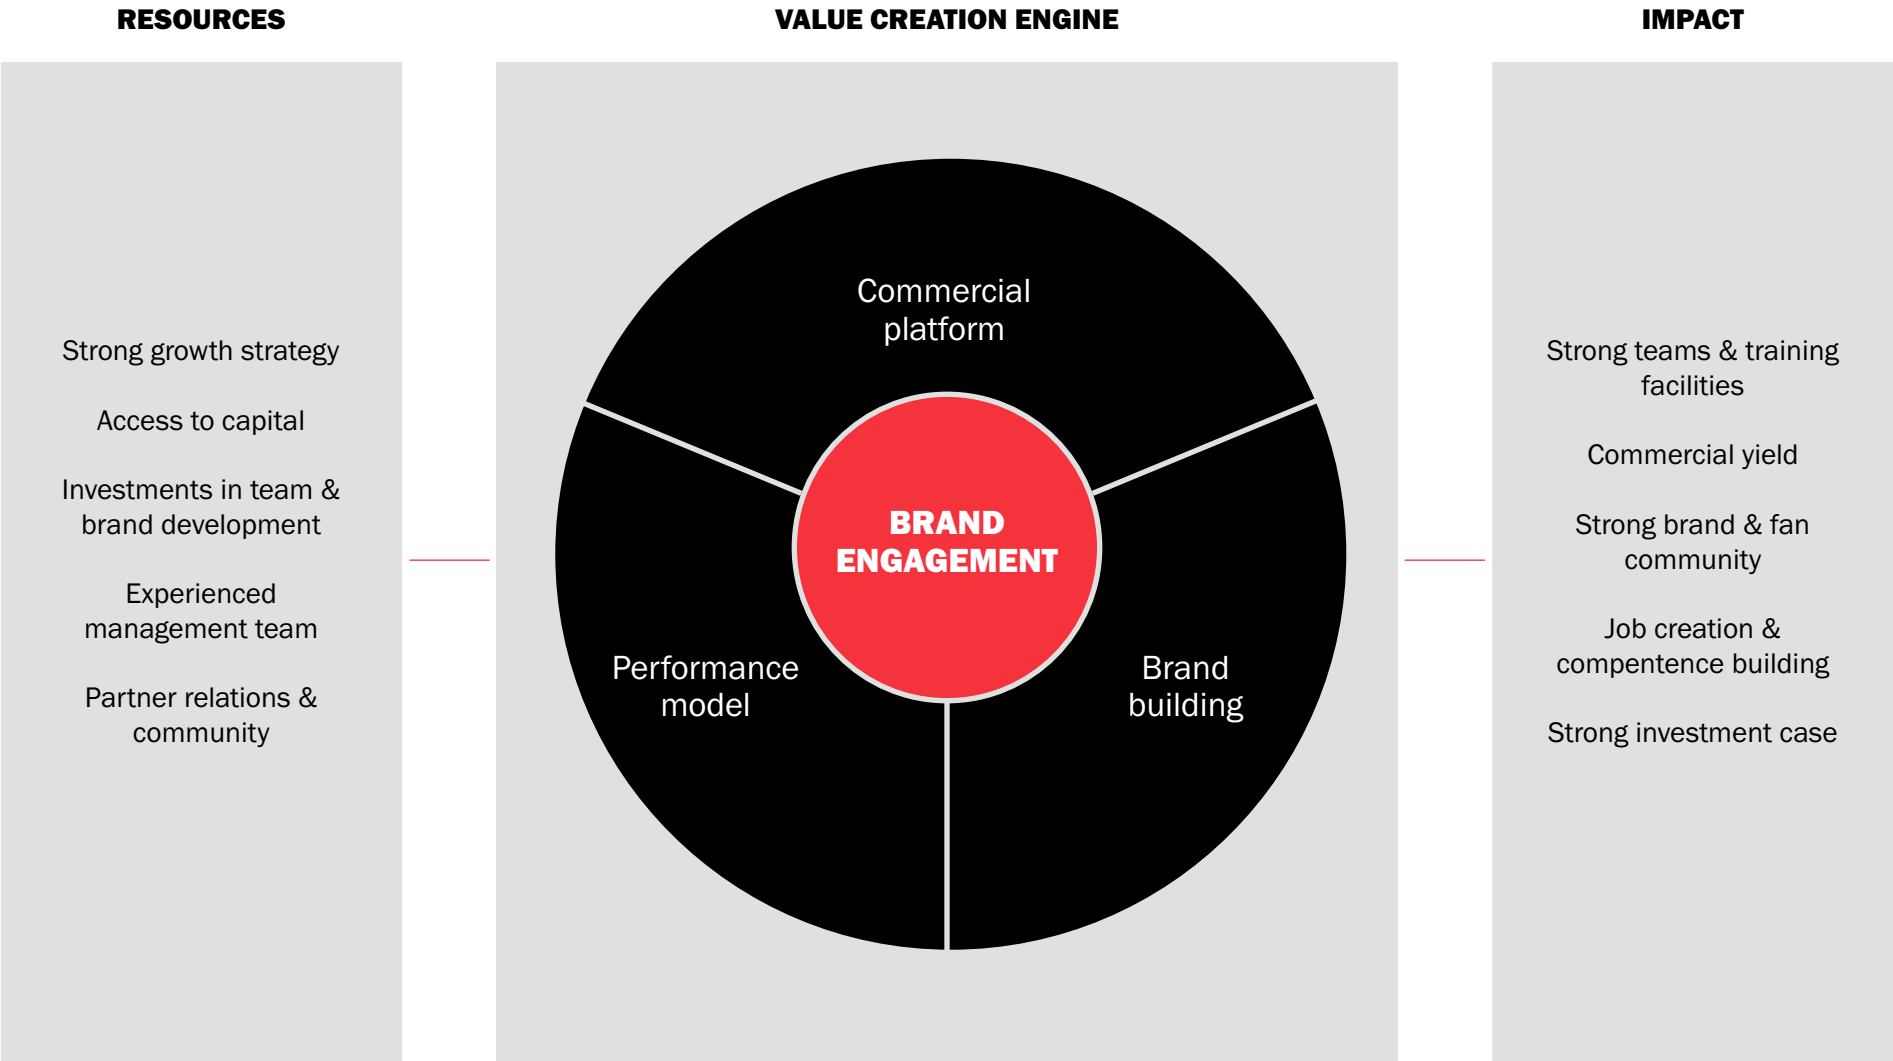 RESOURCES
Strong growth strategy
Access to capital
Investments in team &
brand development
Experienced
management team
Partner relations &
community
VALUE CREATION ENGINE
Commercial
platform
BRAND
ENGAGEMENT
Performance
model
Brand
building
IMPACT
Strong teams & training
facilities
Commercial yield
Strong brand & fan
community
Job creation &
compentence building
Strong investment case